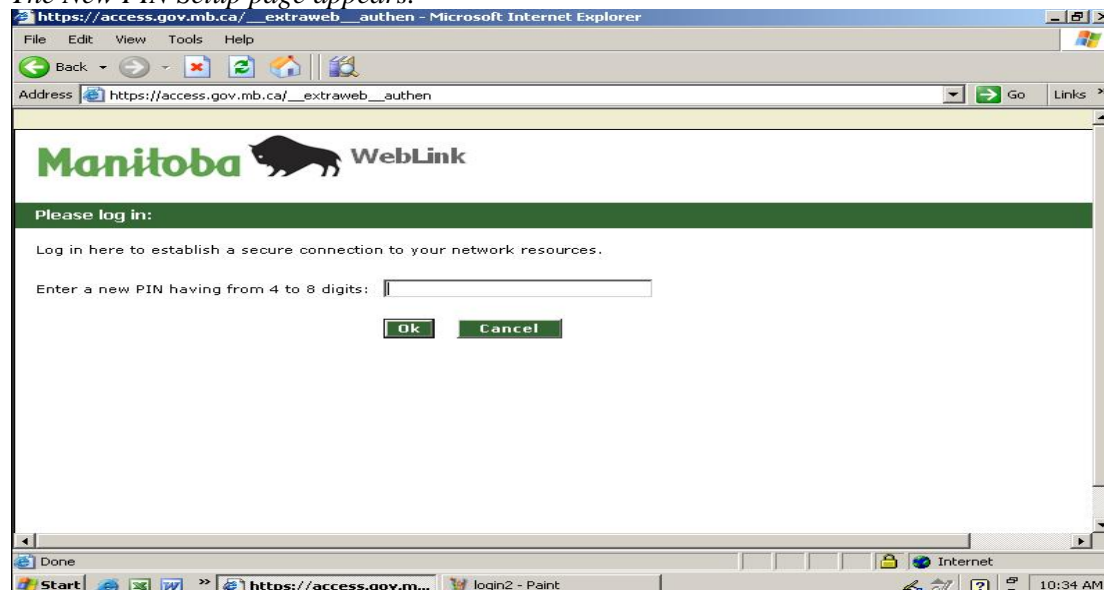 The New PIN Setup page appears.
https://access.gov.mb.ca/__extraweb__authen - Microsoft Internet Explorer
File Edit View Tools Help
Back
Address https://access.gov.mb.ca/__extraweb__authen Go Links »
Manitoba WebLink
Please log in:
Log in here to establish a secure connection to your network resources.
Enter a new PIN having from 4 to 8 digits:
Ok Cancel
Done Internet
Start » https://access.gov.m... login2 - Paint 10:34 AM